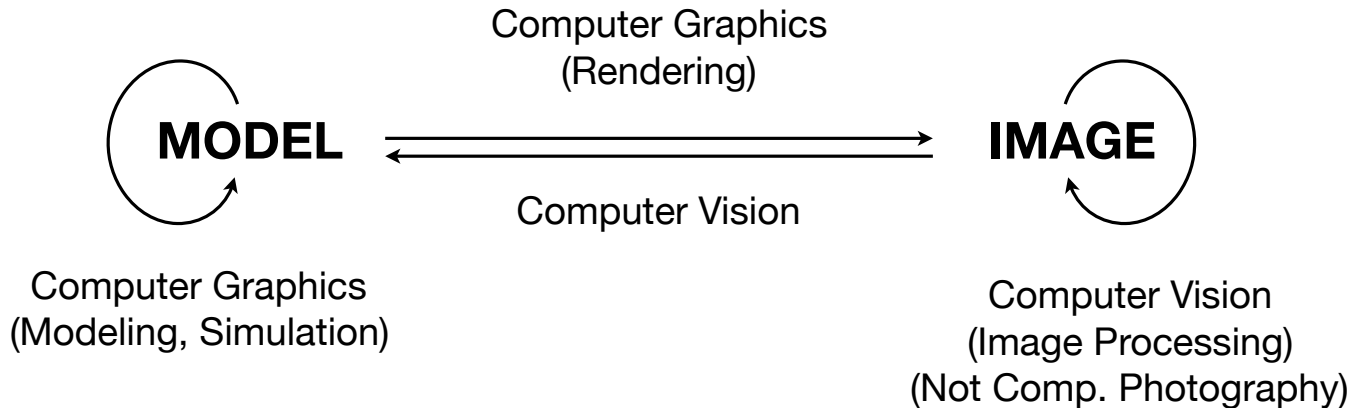 Computer Graphics
(Rendering)
MODEL
IMAGE
Computer Vision
Computer Graphics
(Modeling, Simulation)
Computer Vision
(Image Processing)
(Not Comp. Photography)